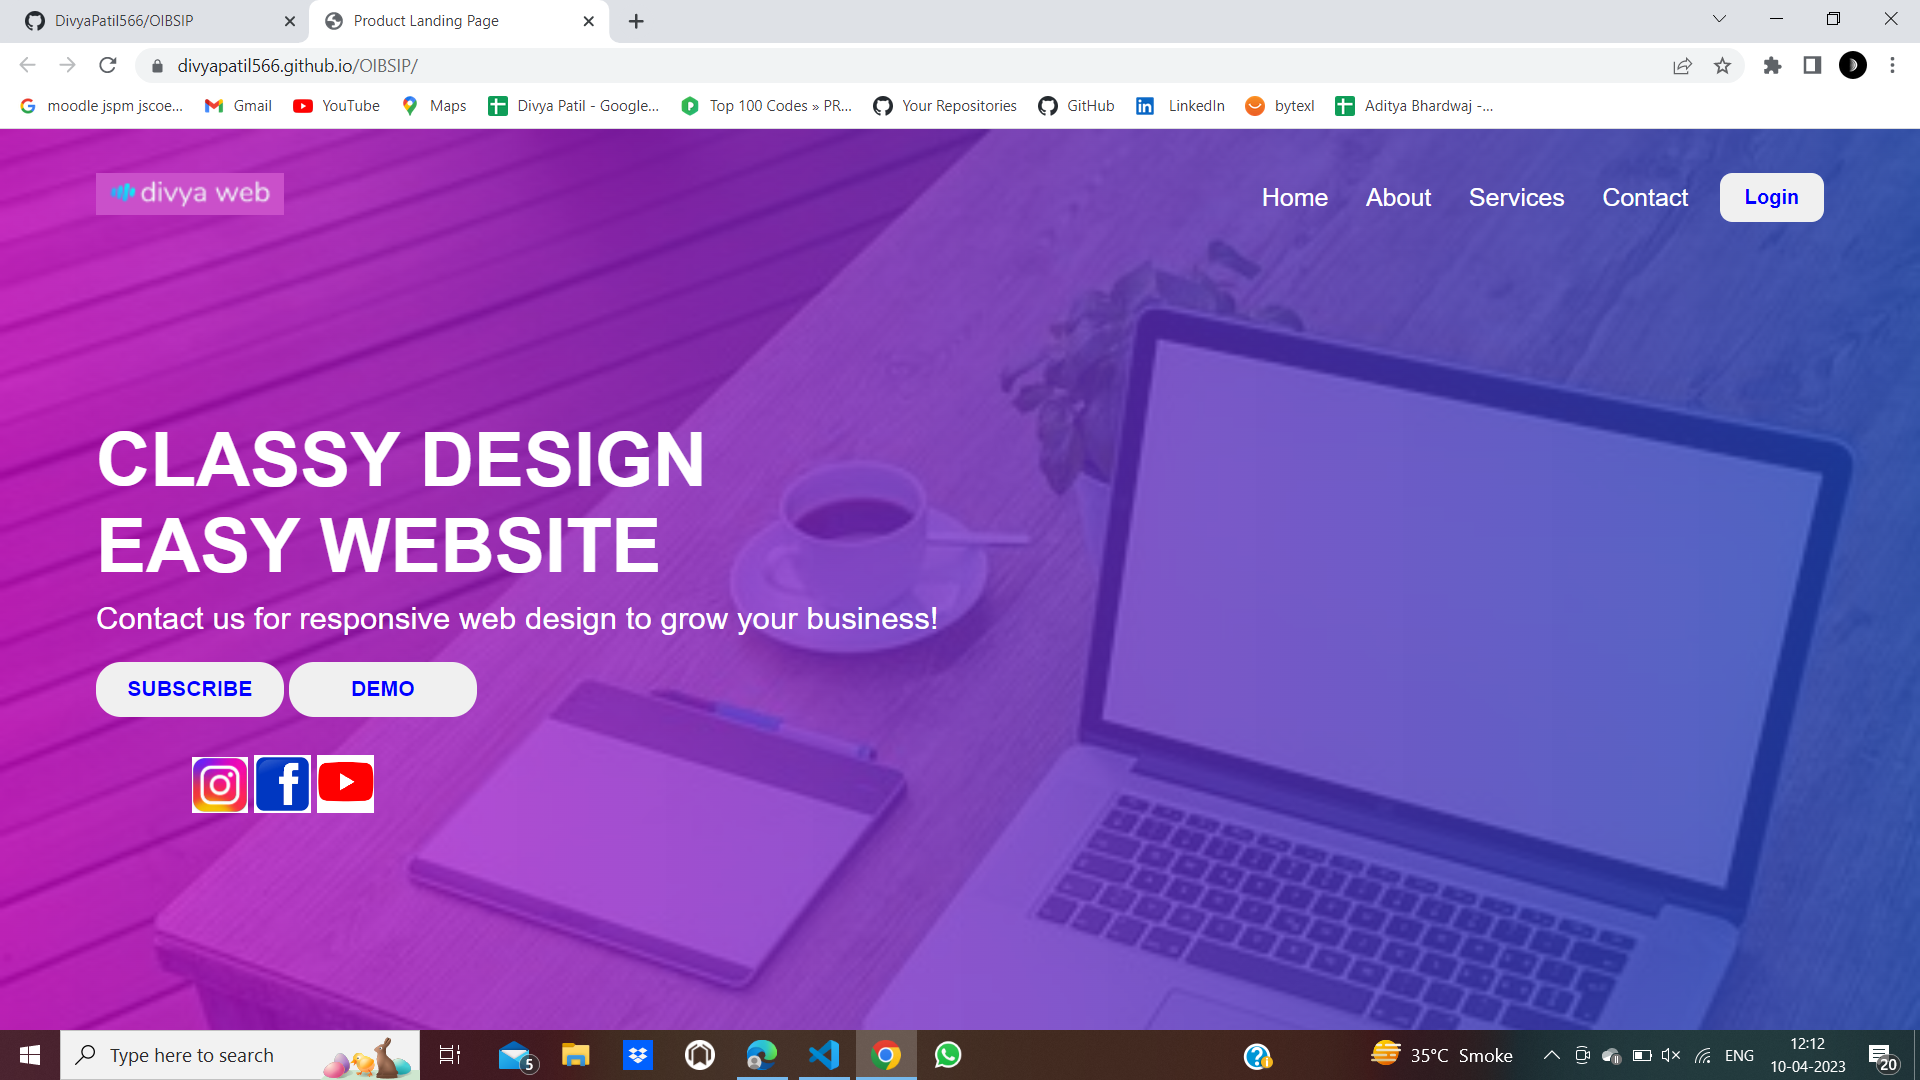 DivyaPatil566/OIBSIP
Product Landing Page
divyapatil566.github.io/OIBSIP/
moodle jspm jscoe...
Gmail
YouTube
Maps
Divya Patil - Google...
Top 100 Codes » PR...
Your Repositories
GitHub
LinkedIn
bytexl
Aditya Bhardwaj -...
divya web
Home
About
Services
Contact
Login
CLASSY DESIGN
EASY WEBSITE
Contact us for responsive web design to grow your business!
SUBSCRIBE
DEMO
Type here to search
5
35°C Smoke
ENG
12:12
10-04-2023
20